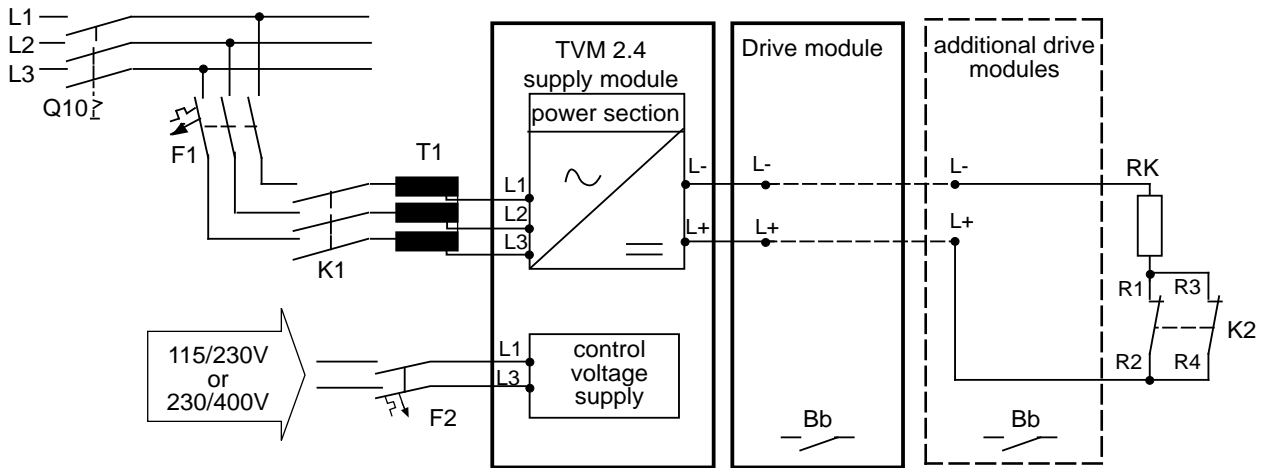 L1
L2
L3
Q10
F1
K1
T1
TVM 2.4
supply module
power section
L1
L2
L3
L-
L+
Drive module
L-
L+
additional drive
modules
L-
L+
RK
R1
R3
R2
R4
K2
115/230V
or
230/400V
F2
L1
L3
control
voltage
supply
Bb
Bb